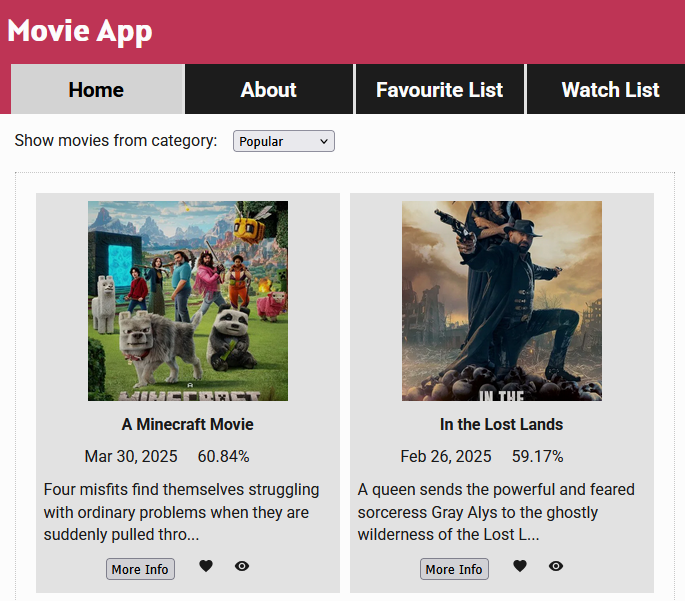 Movie App
Home
About
Favourite List
Watch List
Show movies from category:
Popular
A
MINECRAFT
A Minecraft Movie
Mar 30, 2025
60.84%
Four misfits find themselves struggling
with ordinary problems when they are
suddenly pulled thro...
More Info
IN THE
In the Lost Lands
Feb 26, 2025
59.17%
A queen sends the powerful and feared
sorceress Gray Alys to the ghostly
wilderness of the Lost L...
More Info